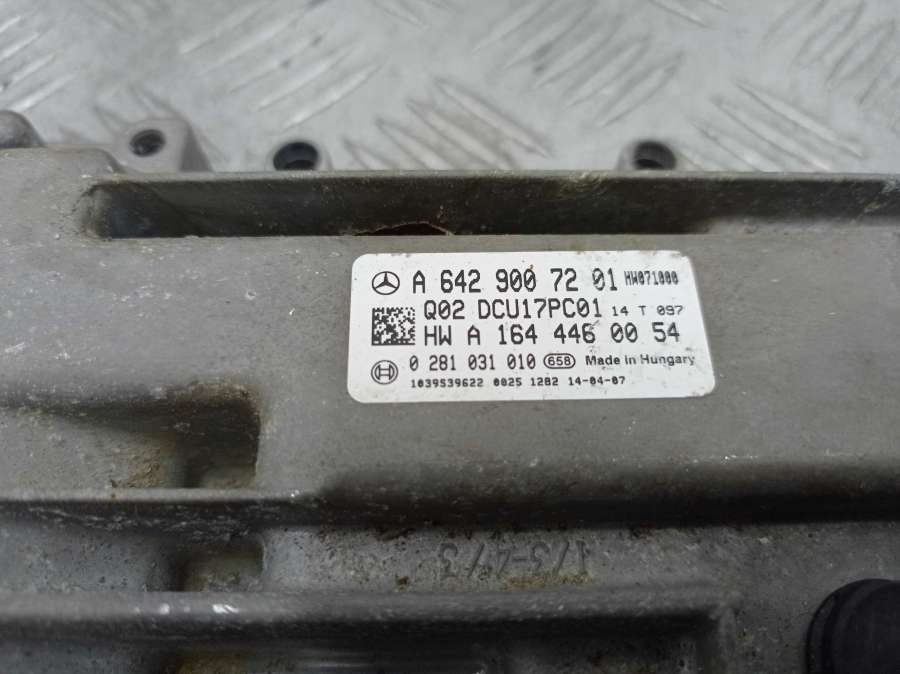 A 642 900 72 01 HW071000
Q02 DCU17PC01 14 T 097
HW A 164 446 00 54
0 281 031 010 658 Made in Hungary
1039S39622 0025 1282 14-04-07